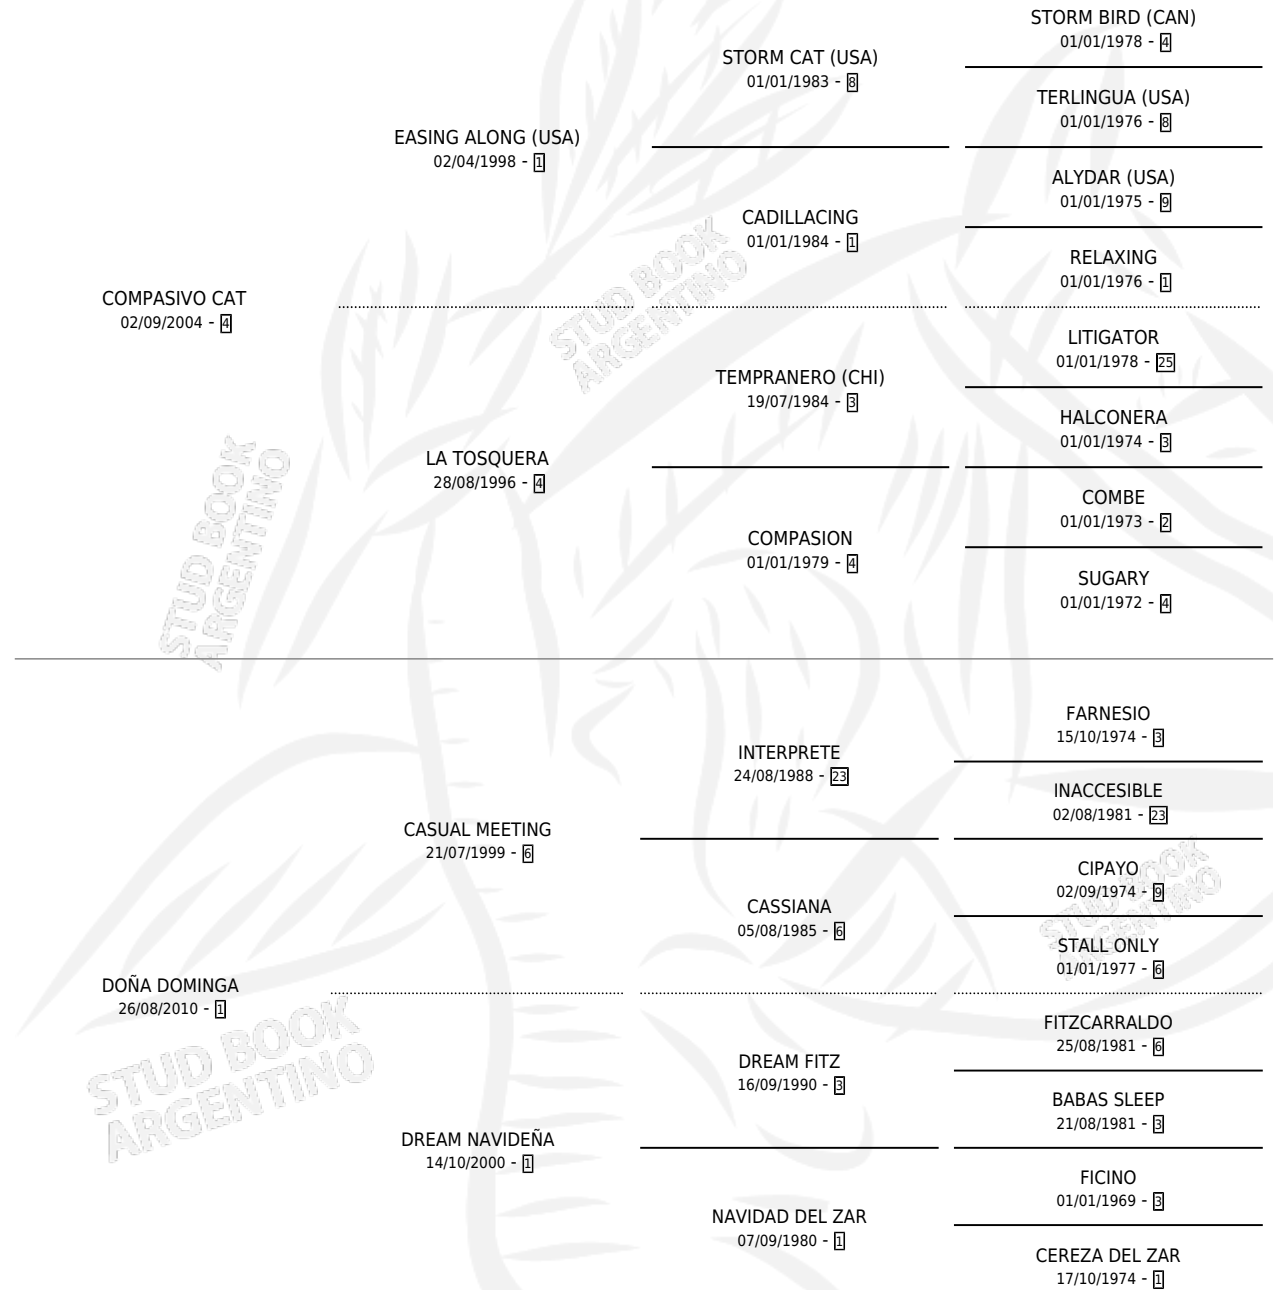 STORM BIRD (CAN)
01/01/1978 - 4
STORM CAT (USA)
01/01/1983 - 8
TERLINGUA (USA)
01/01/1976 - 8
EASING ALONG (USA)
02/04/1998 - 1
ALYDAR (USA)
01/01/1975 - 9
CADILLACING
01/01/1984 - 1
RELAXING
01/01/1976 - 1
COMPASIVO CAT
02/09/2004 - 4
LITIGATOR
01/01/1978 - 25
TEMPRANERO (CHI)
19/07/1984 - 3
HALCONERA
01/01/1974 - 3
LA TOSQUERA
28/08/1996 - 4
COMBE
01/01/1973 - 2
COMPASION
01/01/1979 - 4
SUGARY
01/01/1972 - 4
FARNESIO
15/10/1974 - 3
INTERPRETE
24/08/1988 - 23
INACCESIBLE
02/08/1981 - 23
CASUAL MEETING
21/07/1999 - 6
CIPAYO
02/09/1974 - 9
CASSIANA
05/08/1985 - 6
STALL ONLY
01/01/1977 - 6
DOÑA DOMINGA
26/08/2010 - 1
FITZCARRALDO
25/08/1981 - 6
DREAM FITZ
16/09/1990 - 3
BABAS SLEEP
21/08/1981 - 3
DREAM NAVIDEÑA
14/10/2000 - 1
FICINO
01/01/1969 - 3
NAVIDAD DEL ZAR
07/09/1980 - 1
CEREZA DEL ZAR
17/10/1974 - 1
STUD BOOK
ARGENTINO
STUD BOOK
ARGENTINO
STUD BOOK
ARGENTINO
STUD BOOK
ARGENTINO